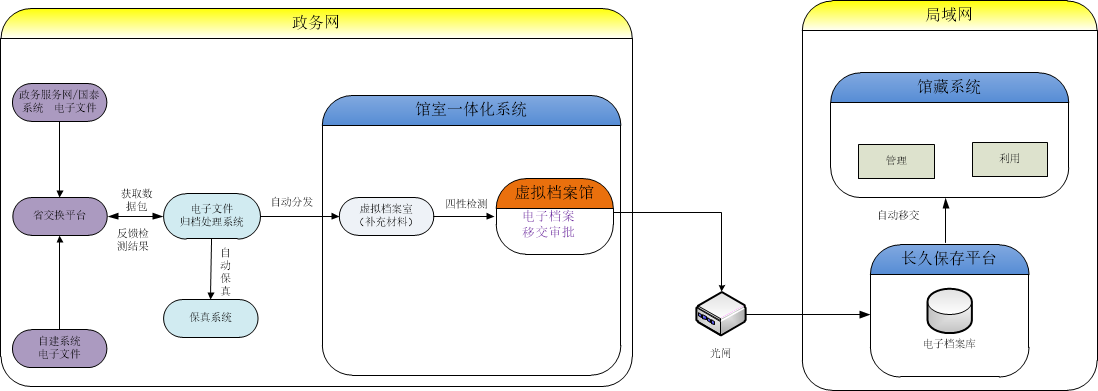 政务网
政务服务网/国泰
系统 电子文件
省交换平台
自建系统
电子文件
获取数
据包
反馈检
测结果
电子文件
归档处理系统
自
动
保
真
保真系统
自动分发
馆室一体化系统
虚拟档案室
（补充材料）
四性检测
虚拟档案馆
电子档案
移交审批
光闸
局域网
馆藏系统
管理
利用
自动移交
长久保存平台
电子档案库